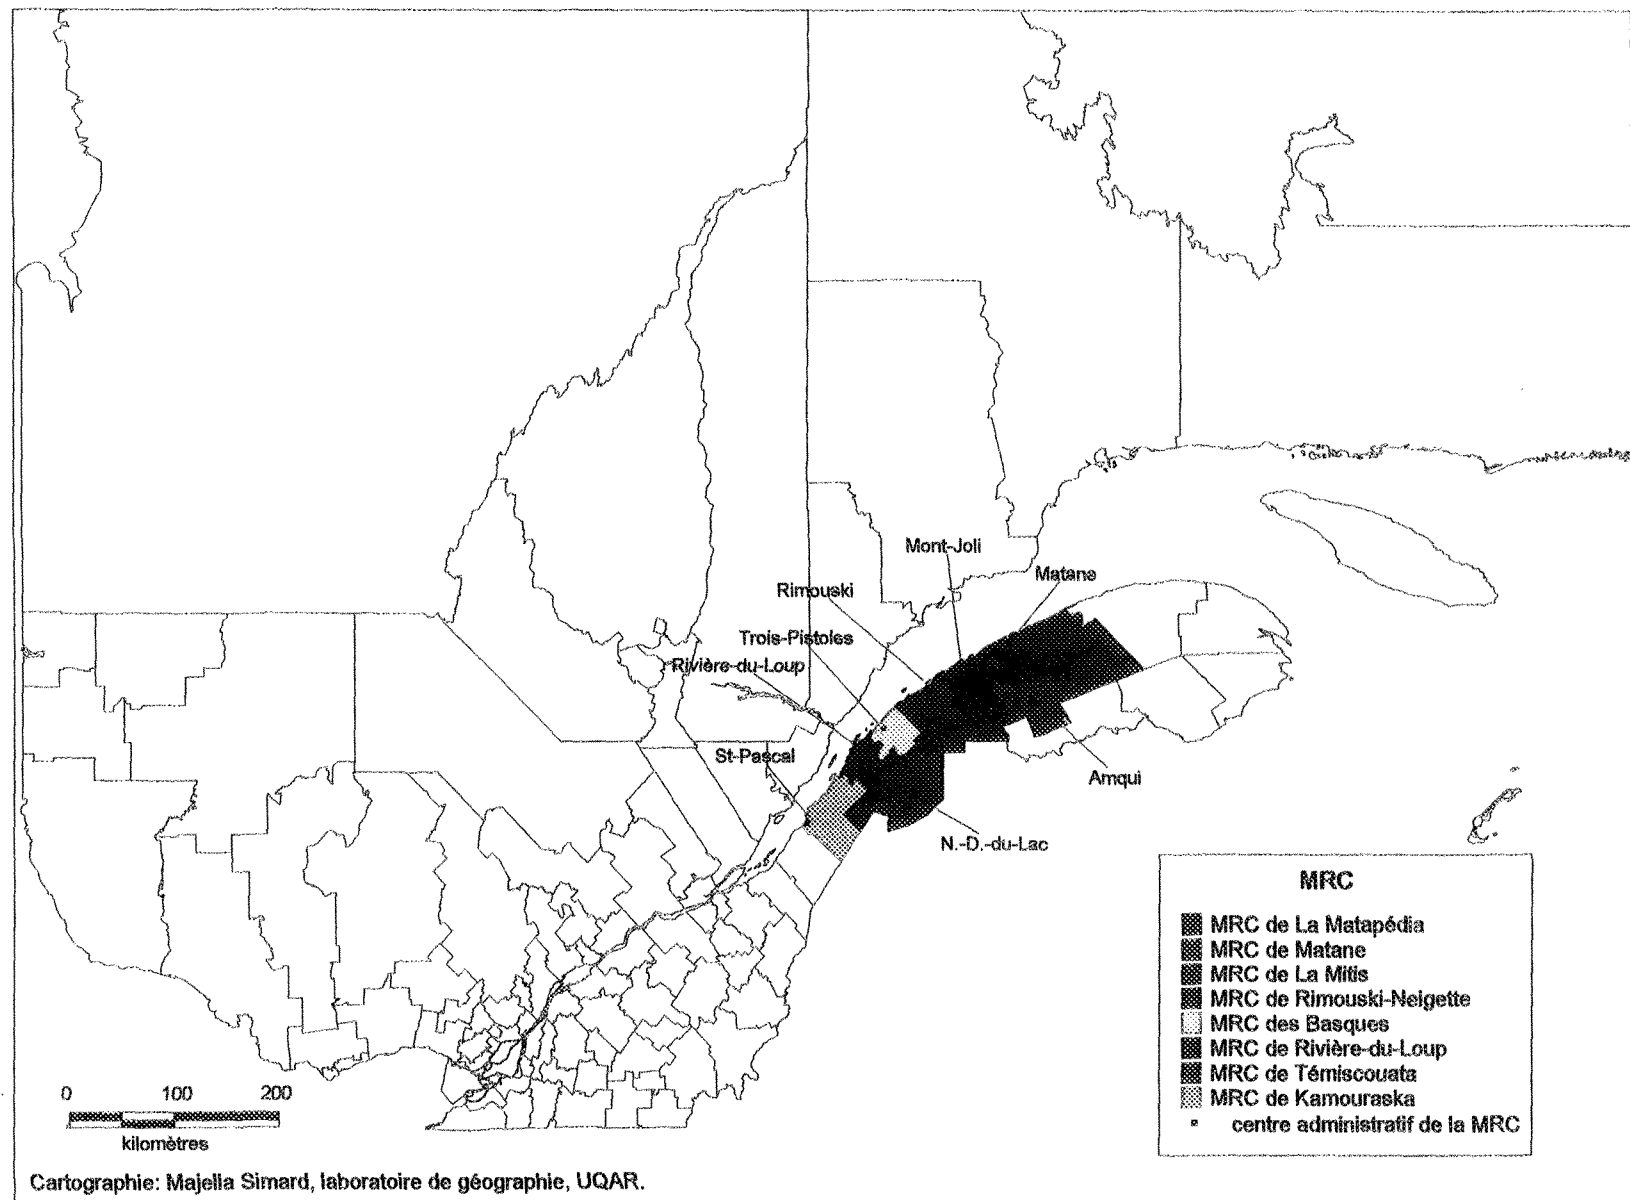 Mont-Joli
Matane
Rimouski
Trois-Pistoles
Rivière-du-Loup
St-Pascal
Amqui
N.-D.-du-Lac
MRC
MRC de La Matapédia
MRC de Matane
MRC de La Mitis
MRC de Rimouski-Neigette
MRC des Basques
MRC de Rivière-du-Loup
MRC de Témiscouata
MRC de Kamouraska
centre administratif de la MRC
0 100 200
kilomètres
Cartographie: Majella Simard, laboratoire de géographie, UQAR.